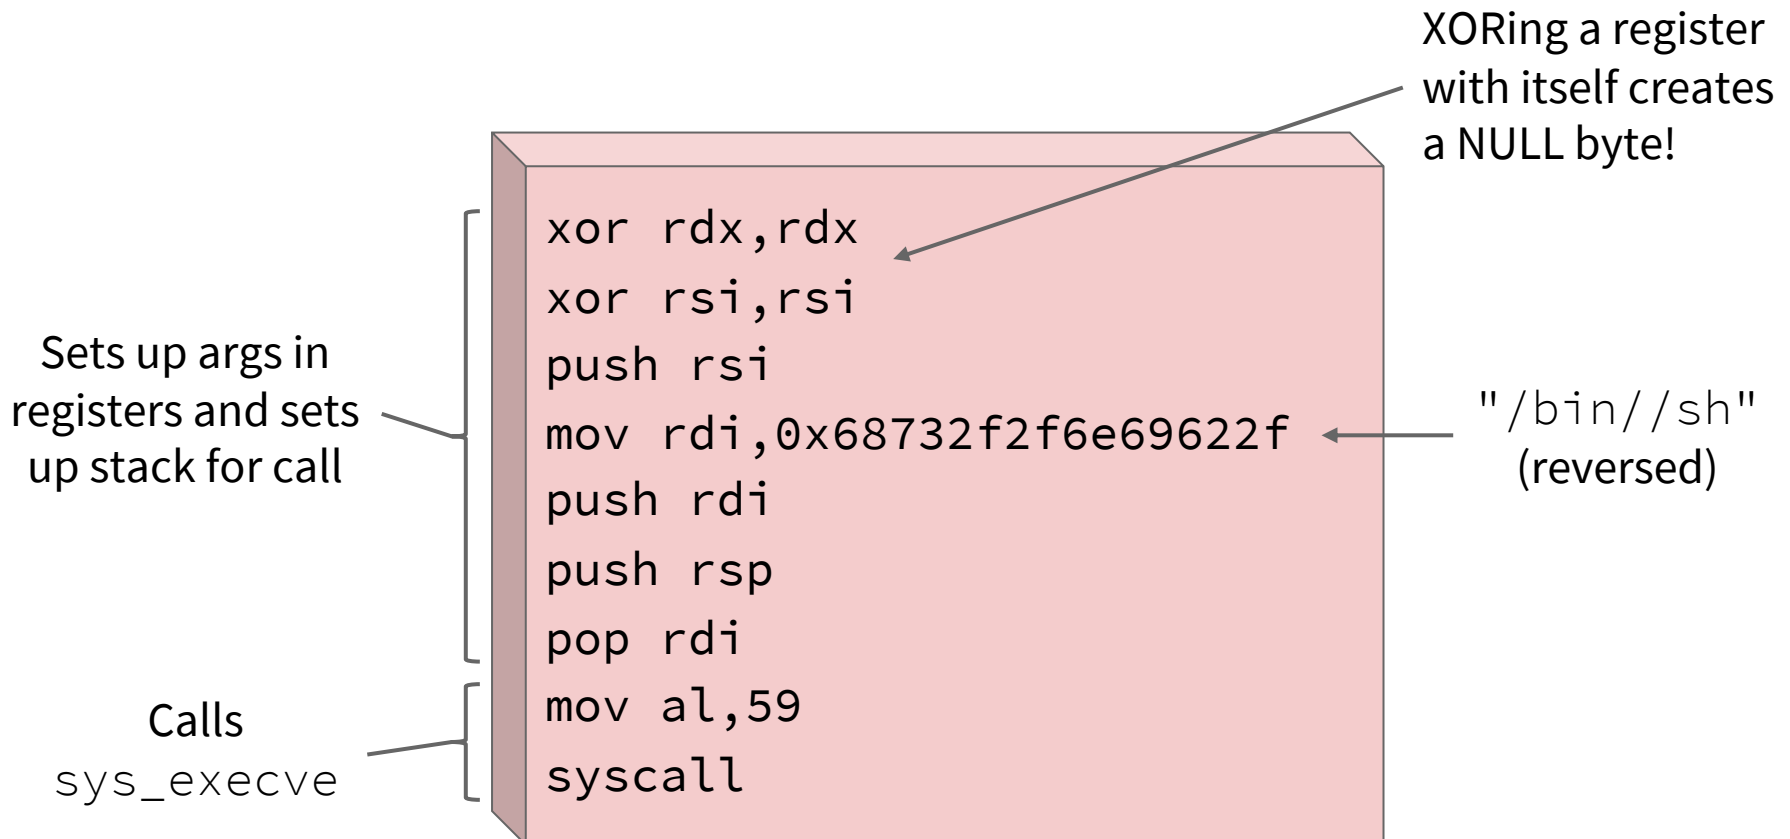 XORing a register
with itself creates
a NULL byte!
xor rdx,rdx
xor rsi,rsi
push rsi
mov rdi,0x68732f2f6e69622f
push rdi
push rsp
pop rdi
mov al,59
syscall
Sets up args in
registers and sets
up stack for call
"/bin//sh"
(reversed)
Calls
sys_execve